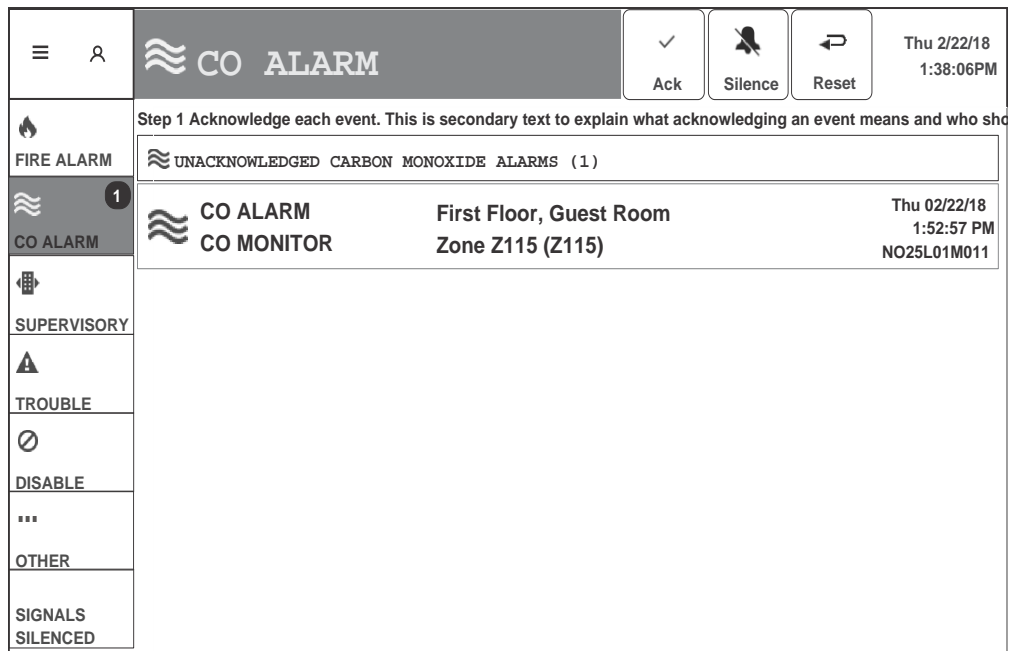 CO ALARM
Ack
Silence
Reset
Thu 2/22/18
1:38:06PM
Step 1 Acknowledge each event. This is secondary text to explain what acknowledging an event means and who
FIRE ALARM
UNACKNOWLEDGED CARBON MONOXIDE ALARMS (1)
1
CO ALARM
CO ALARM
CO MONITOR
First Floor, Guest Room
Zone Z115 (Z115)
Thu 02/22/18
1:52:57 PM
NO25L01M011
SUPERVISORY
TROUBLE
DISABLE
OTHER
SIGNALS
SILENCED